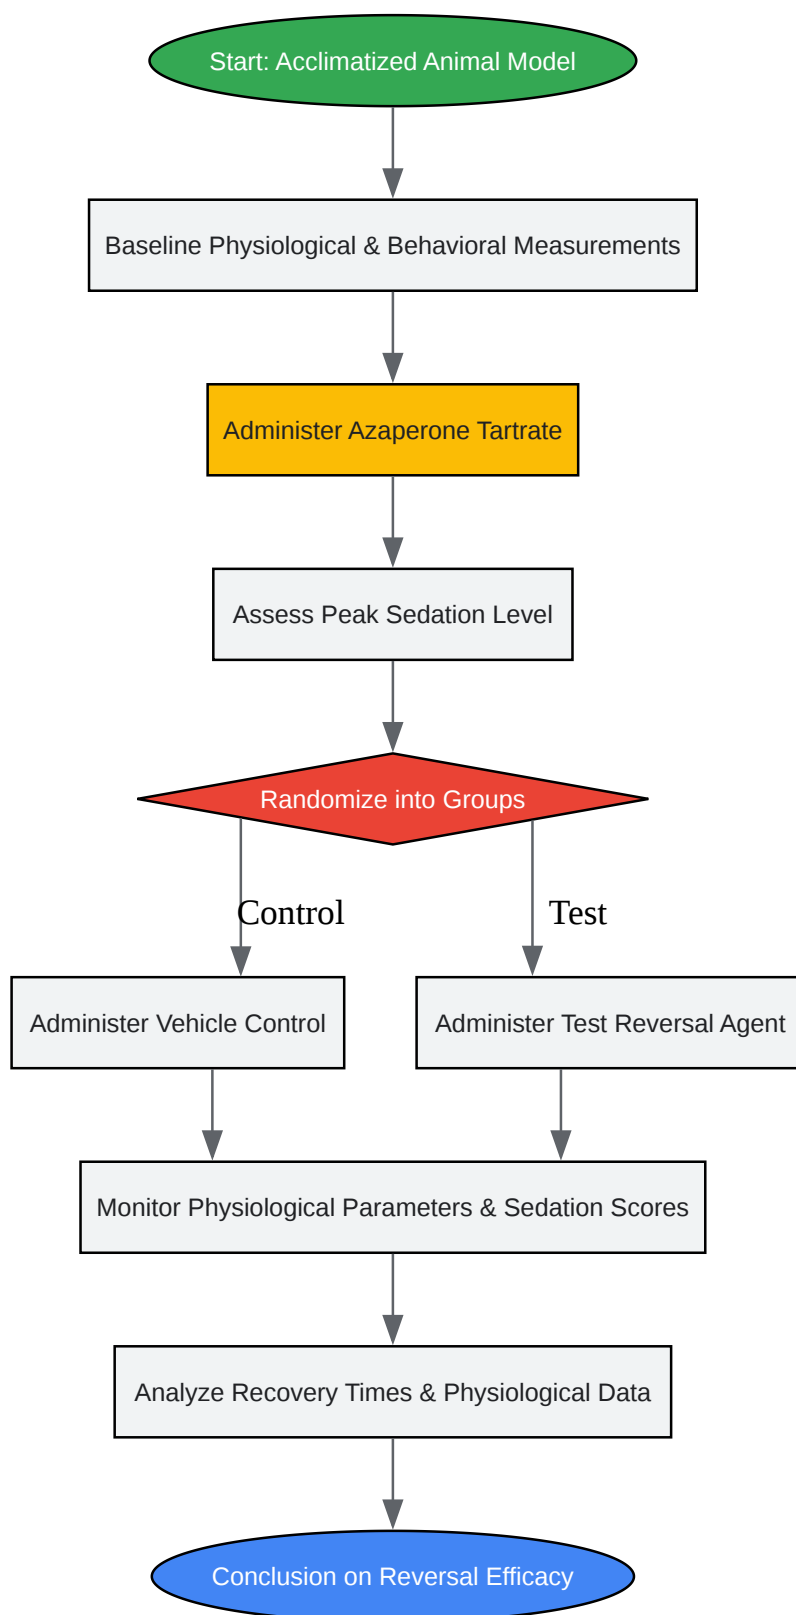 Start: Acclimatized Animal Model
Baseline Physiological & Behavioral Measurements
Administer Azaperone Tartrate
Assess Peak Sedation Level
Randomize into Groups
Control
Test
Administer Vehicle Control
Administer Test Reversal Agent
Monitor Physiological Parameters & Sedation Scores
Analyze Recovery Times & Physiological Data
Conclusion on Reversal Efficacy